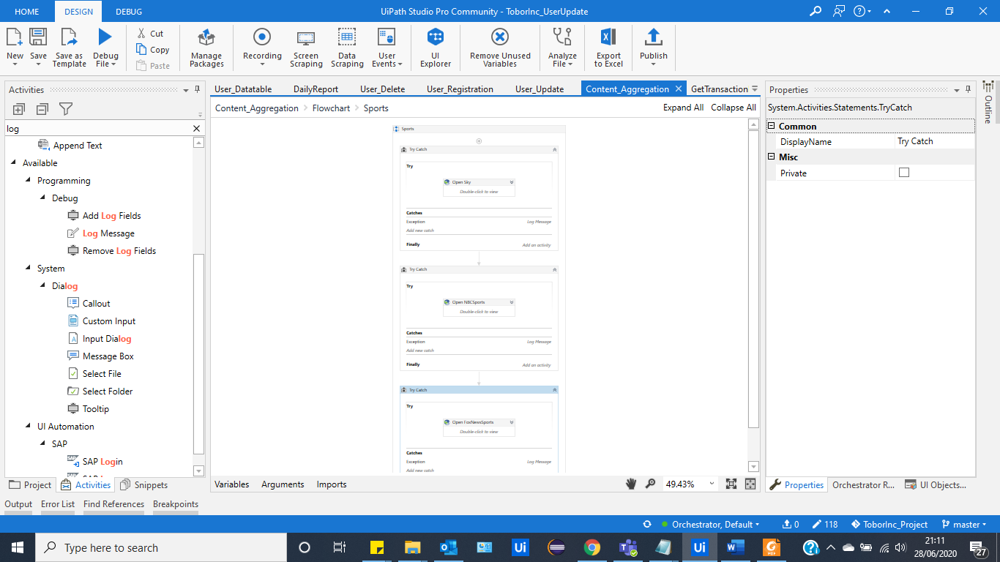 HOME DESIGN DEBUG UiPath Studio Pro Community - ToborInc_UserUpdate
New Save Save as Template Debug File Cut Copy Paste Manage Packages Recording Screen Scraping Data Scraping User Events UI Explorer Remove Unused Variables Analyze File Export to Excel Publish
Activities
log
Append Text
Available
Programming
Debug
Add Log Fields
Log Message
Remove Log Fields
System
Dialog
Callout
Custom Input
Input Dialog
Message Box
Select File
Select Folder
Tooltip
UI Automation
SAP
SAP Login
Project Activities Snippets
User_Datatable DailyReport User_Delete User_Registration User_Update Content_Aggregation GetTransaction
Content_Aggregation > Flowchart > Sports Expand All Collapse All
Sports
Try Catch
Try
Open Sky
Double-click to view
Catches
Exception Log Message
Add new catch
Finally Add an activity
Try Catch
Try
Open NBCSports
Double-click to view
Catches
Exception Log Message
Add new catch
Finally Add an activity
Try Catch
Try
Open FoxNewsSports
Double-click to view
Catches
Exception Log Message
Add new catch
Variables Arguments Imports 49.43%
Properties
System.Activities.Statements.TryCatch
Common
DisplayName Try Catch
Misc
Private
Properties Orchestrator R... UI Objects...
Outline
Output Error List Find References Breakpoints
Orchestrator, Default 0 118 ToborInc_Project master
Type here to search
Ui
Ui
W
PDF
21:11
28/06/2020
27